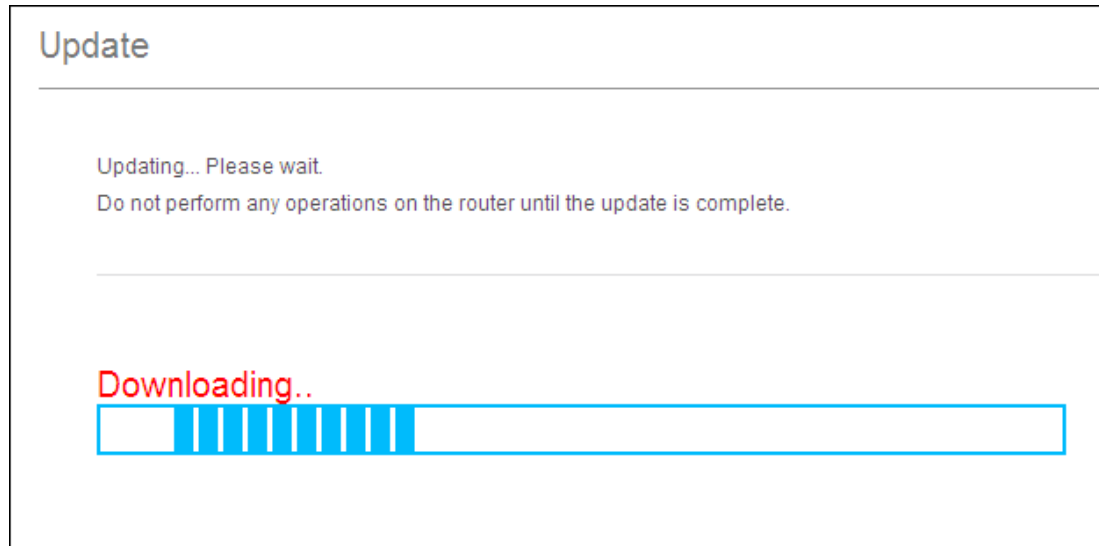 Update
Updating... Please wait.
Do not perform any operations on the router until the update is complete.
Downloading..